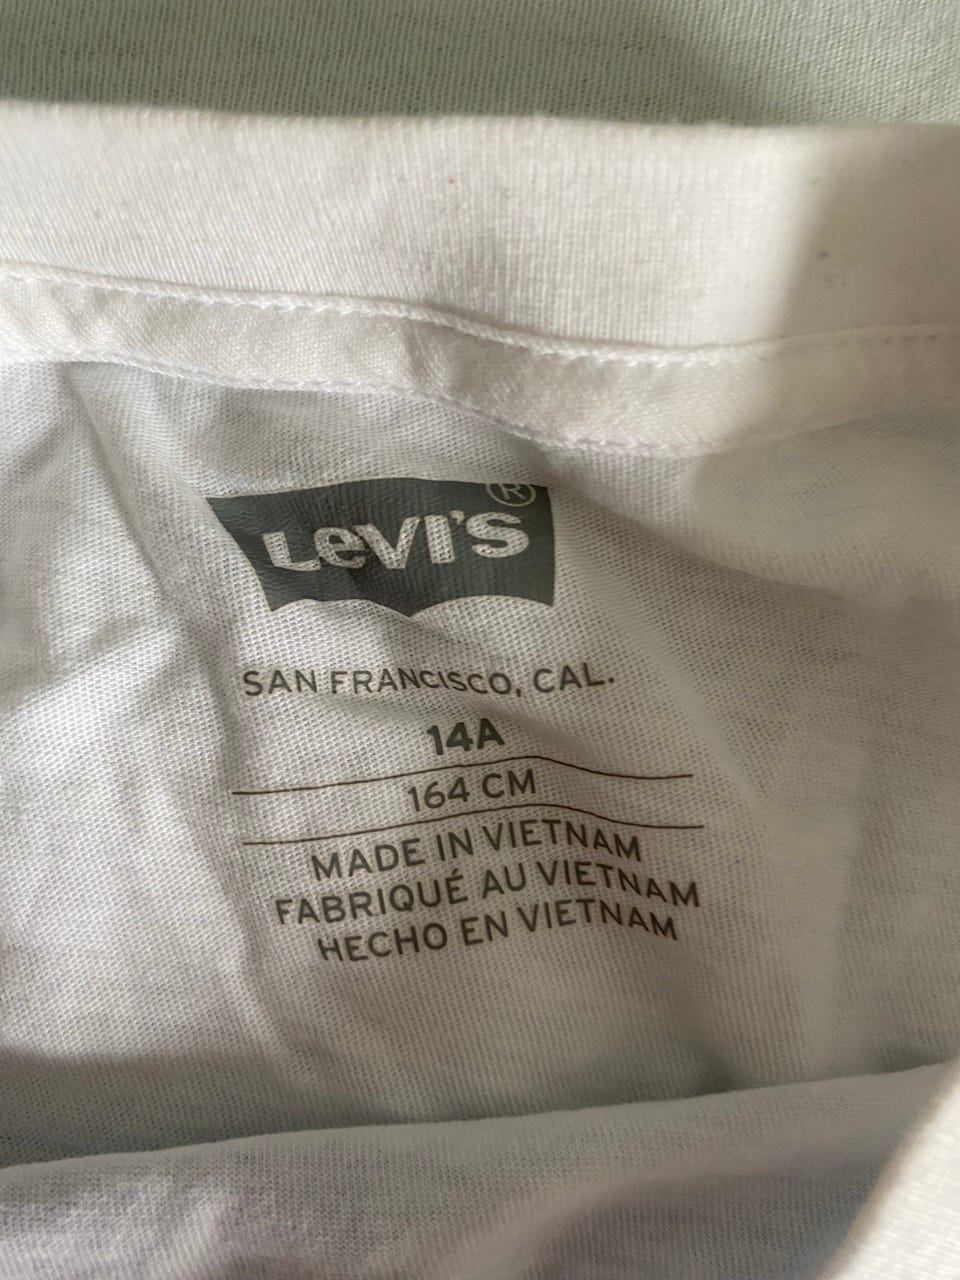 LEVI'S ®
SAN FRANCISCO, CAL.
14A
164 CM
MADE IN VIETNAM
FABRIQUÉ AU VIETNAM
HECHO EN VIETNAM